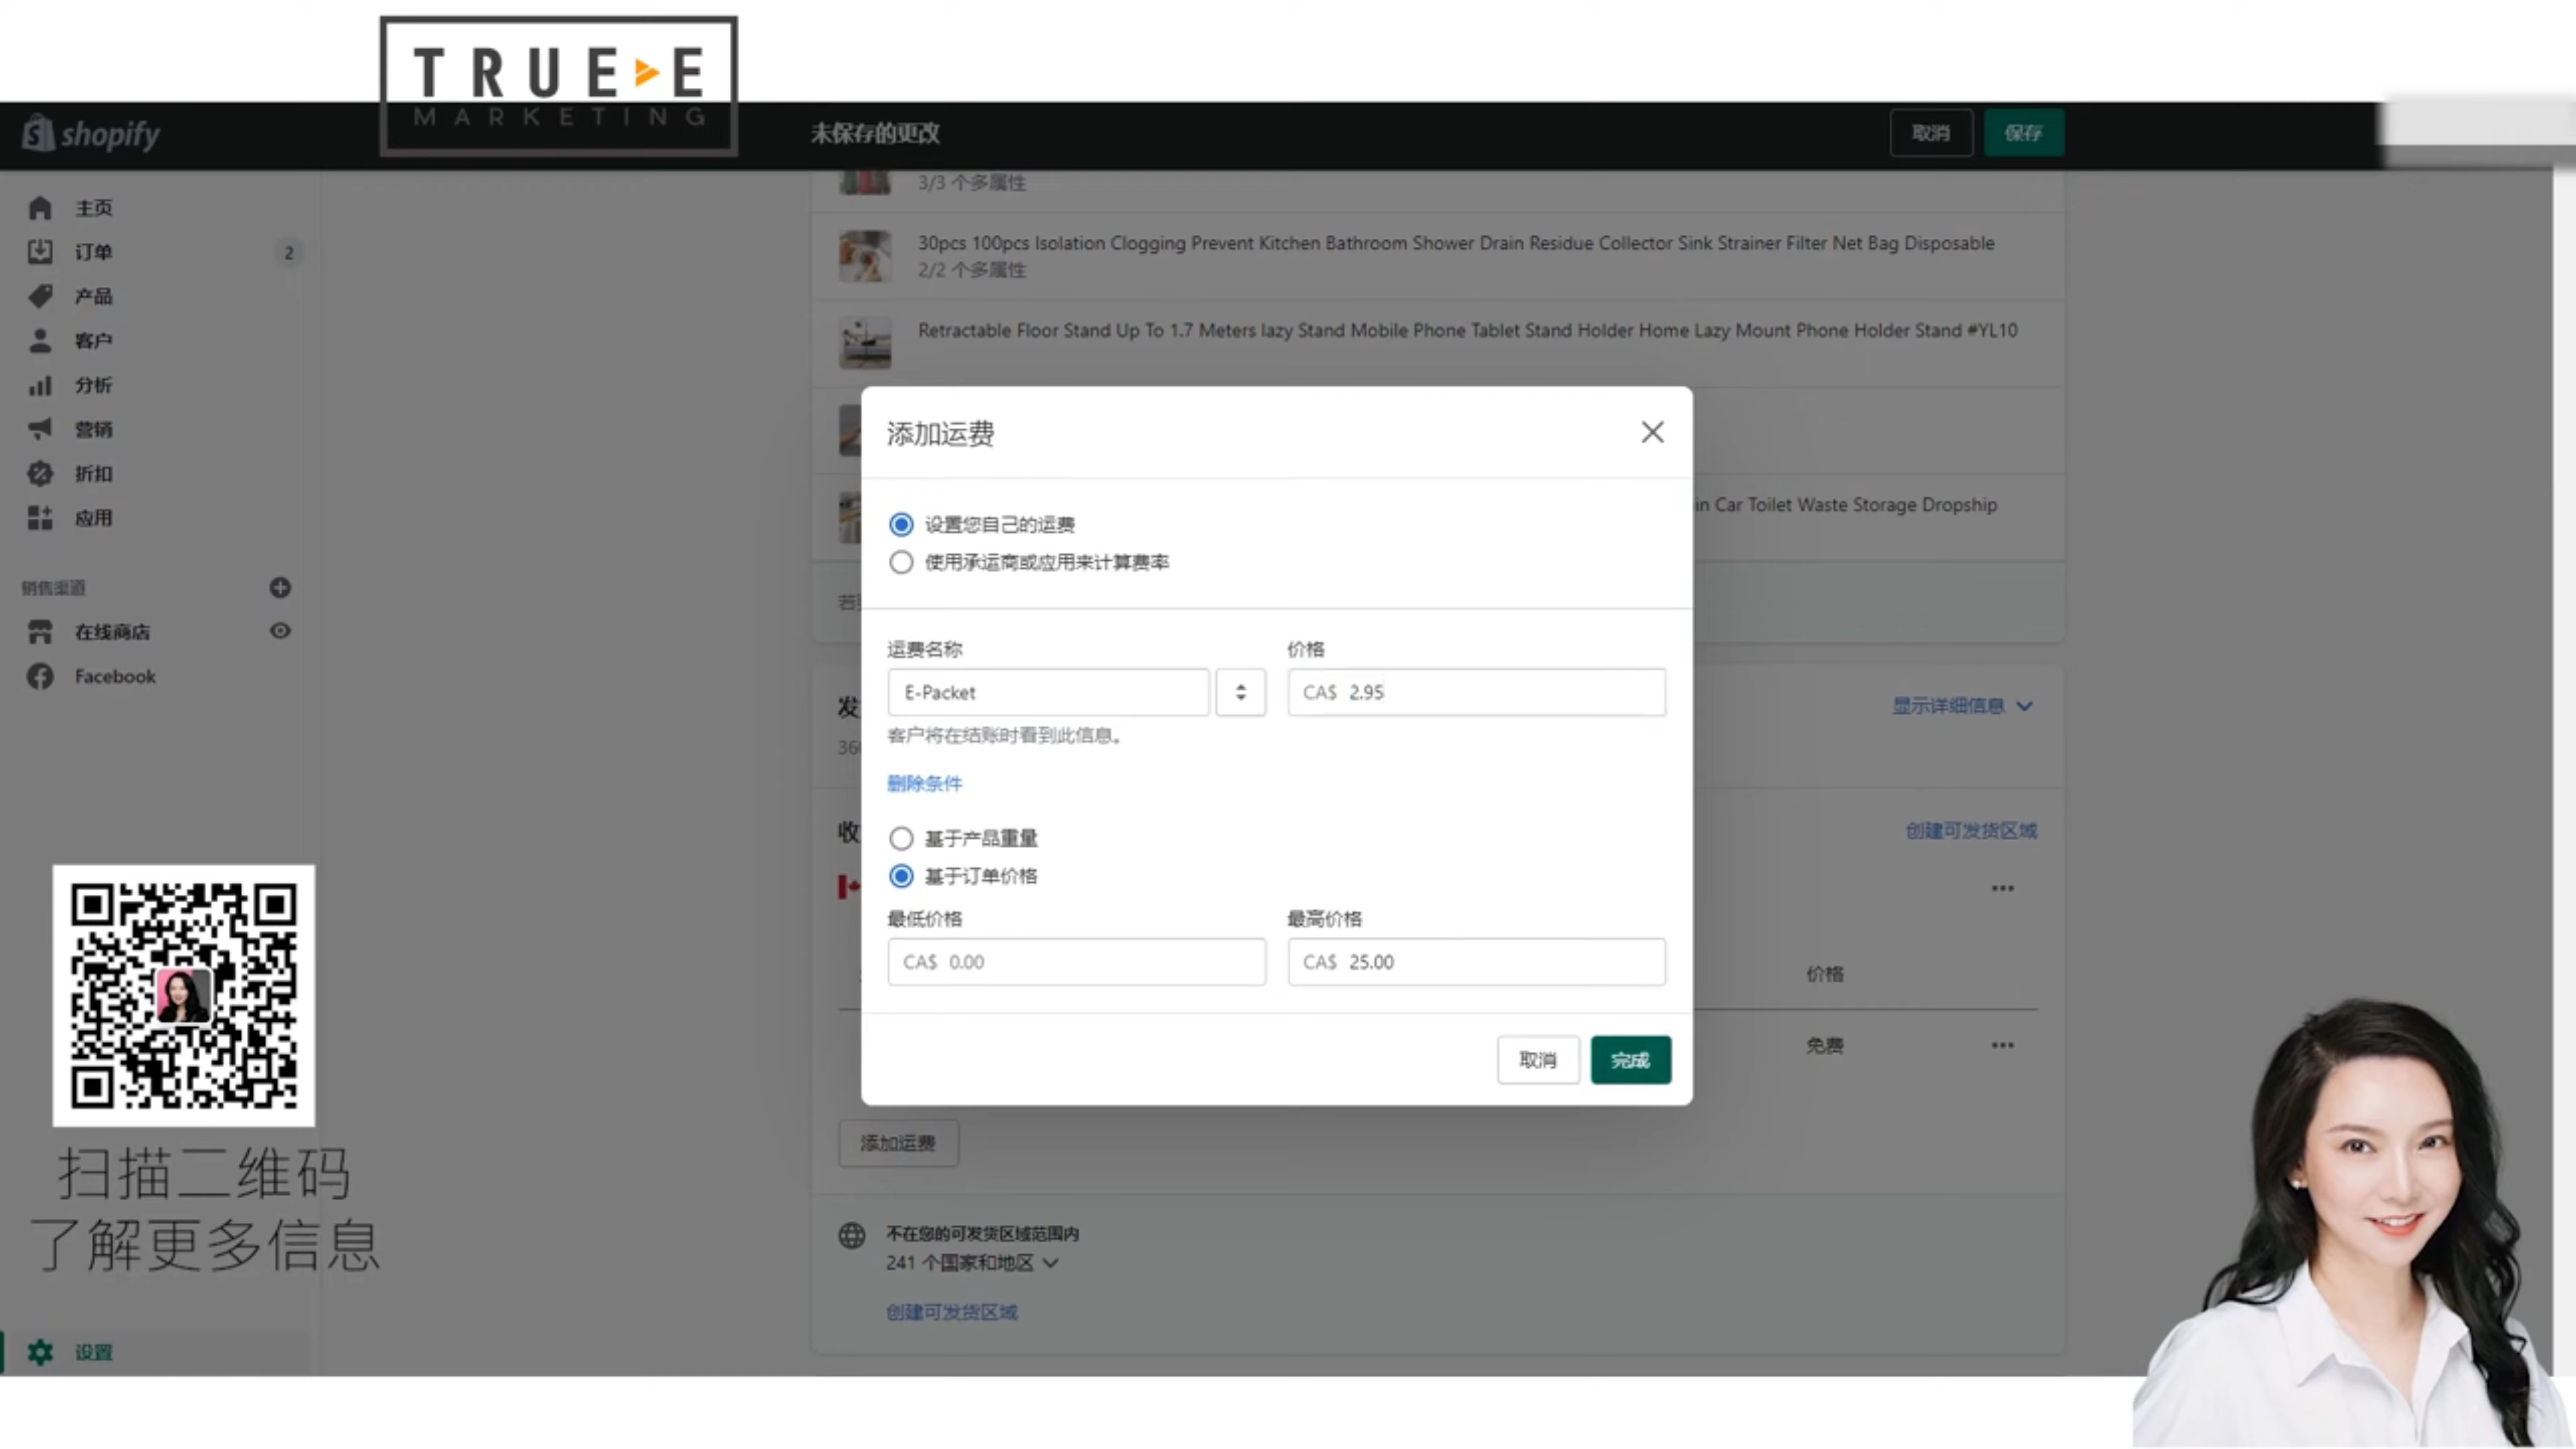 TRUE E
MARKETING
shopify
未保存的更改
取消
保存
主页
订单
2
产品
客户
分析
营销
折扣
应用
销售渠道
在线商店
Facebook
设置
扫描二维码
了解更多信息
3/3 个多属性
30pcs 100pcs Isolation Clogging Prevent Kitchen Bathroom Shower Drain Residue Collector Sink Strainer Filter Net Bag Disposable
2/2 个多属性
Retractable Floor Stand Up To 1.7 Meters lazy Stand Mobile Phone Tablet Stand Holder Home Lazy Mount Phone Holder Stand #YL10
in Car Toilet Waste Storage Dropship
添加运费
设置您自己的运费
使用承运商或应用来计算费率
运费名称
价格
E-Packet
CA$ 2.95
客户将在结账时看到此信息。
删除条件
基于产品重量
基于订单价格
最低价格
最高价格
CA$ 0.00
CA$ 25.00
取消
完成
发
显示详细信息
36
收
创建可发货区域
价格
免费
添加运费
不在您的可发货区域范围内
241 个国家和地区
创建可发货区域